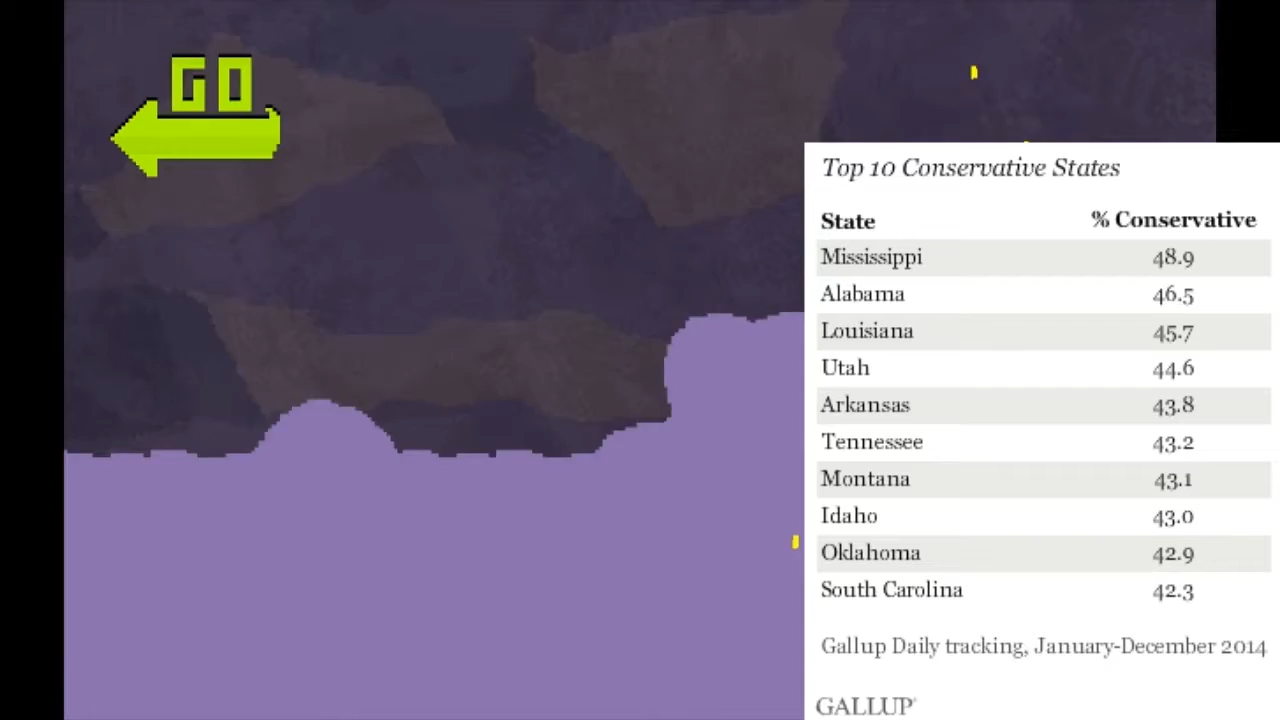 GO
Top 10 Conservative States
State % Conservative
Mississippi 48.9
Alabama 46.5
Louisiana 45.7
Utah 44.6
Arkansas 43.8
Tennessee 43.2
Montana 43.1
Idaho 43.0
Oklahoma 42.9
South Carolina 42.3
Gallup Daily tracking, January-December 2014
GALLUP®